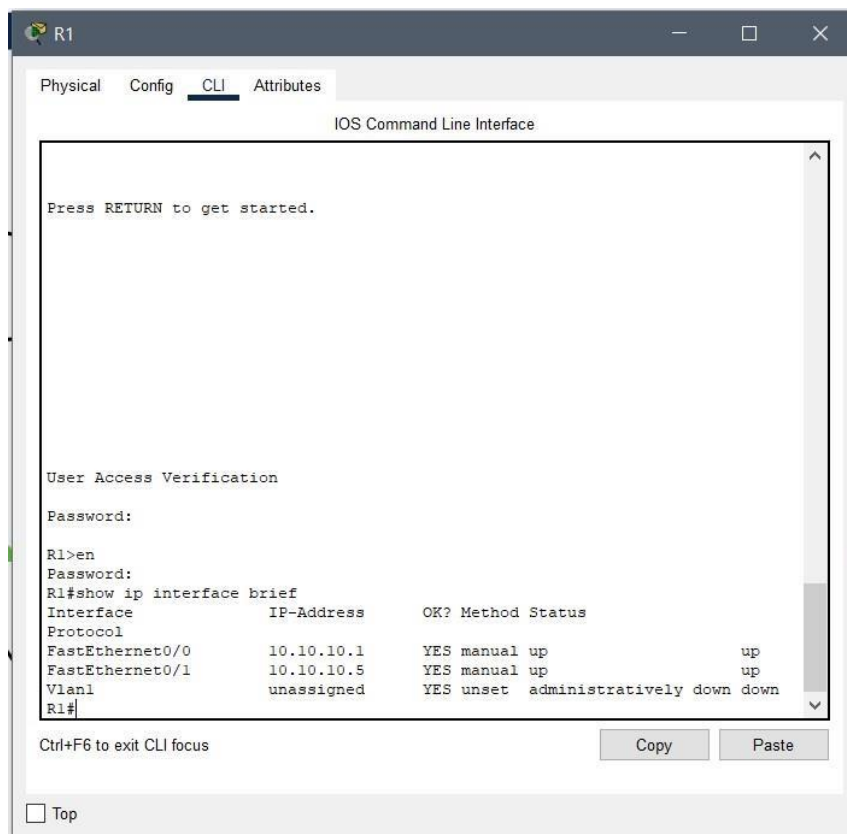 R1
Physical Config CLI Attributes
IOS Command Line Interface
Press RETURN to get started.
User Access Verification
Password:
R1>en
Password:
R1#show ip interface brief
Interface              IP-Address      OK? Method Status
Protocol
FastEthernet0/0        10.10.10.1      YES manual up                    up
FastEthernet0/1        10.10.10.5      YES manual up                    up
Vlan1                  unassigned      YES unset  administratively down down
R1#
Ctrl+F6 to exit CLI focus
Copy Paste
Top